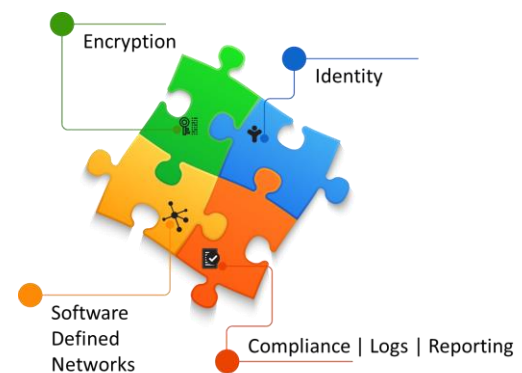 Encryption
Identity
Software
Defined
Networks
Compliance | Logs | Reporting